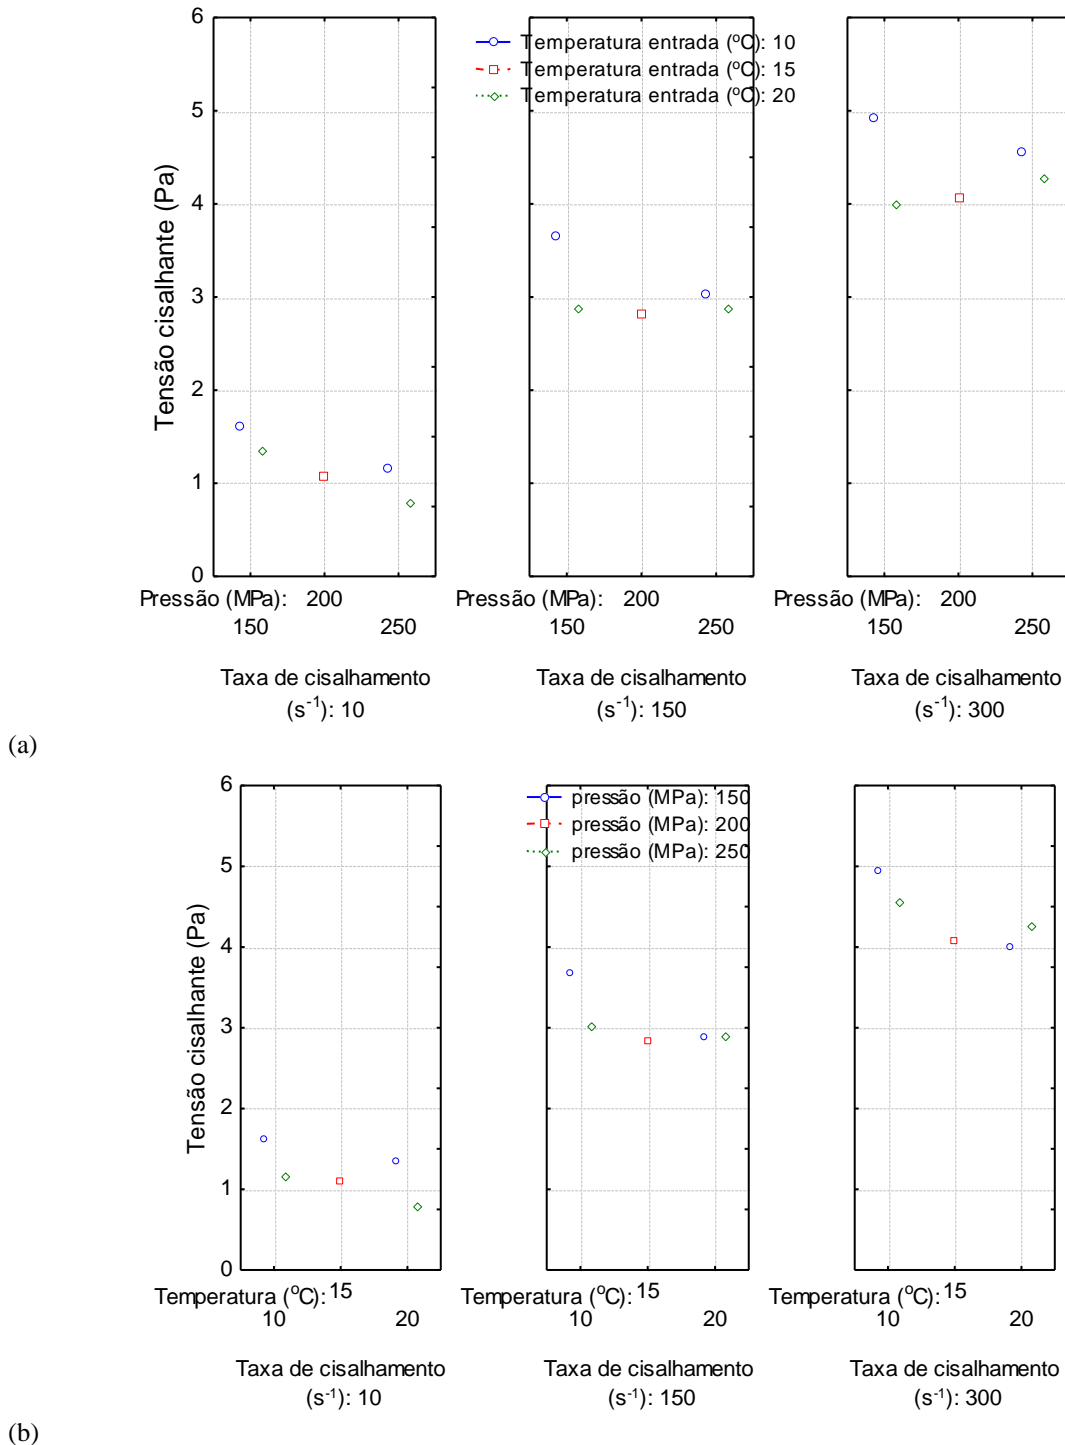 6
5
4
3
2
1
0
Tensão cisalhante (Pa)
Temperatura entrada (ºC): 10
Temperatura entrada (ºC): 15
Temperatura entrada (ºC): 20
Pressão (MPa): 200
150 250
Taxa de cisalhamento
(s⁻¹): 10
Pressão (MPa): 200
150 250
Taxa de cisalhamento
(s⁻¹): 150
Pressão (MPa): 200
150 250
Taxa de cisalhamento
(s⁻¹): 300
(a)
6
5
4
3
2
1
0
Tensão cisalhante (Pa)
pressão (MPa): 150
pressão (MPa): 200
pressão (MPa): 250
Temperatura (ºC): 15
10 20
Taxa de cisalhamento
(s⁻¹): 10
Temperatura (ºC): 15
10 20
Taxa de cisalhamento
(s⁻¹): 150
Temperatura (ºC): 15
10 20
Taxa de cisalhamento
(s⁻¹): 300
(b)